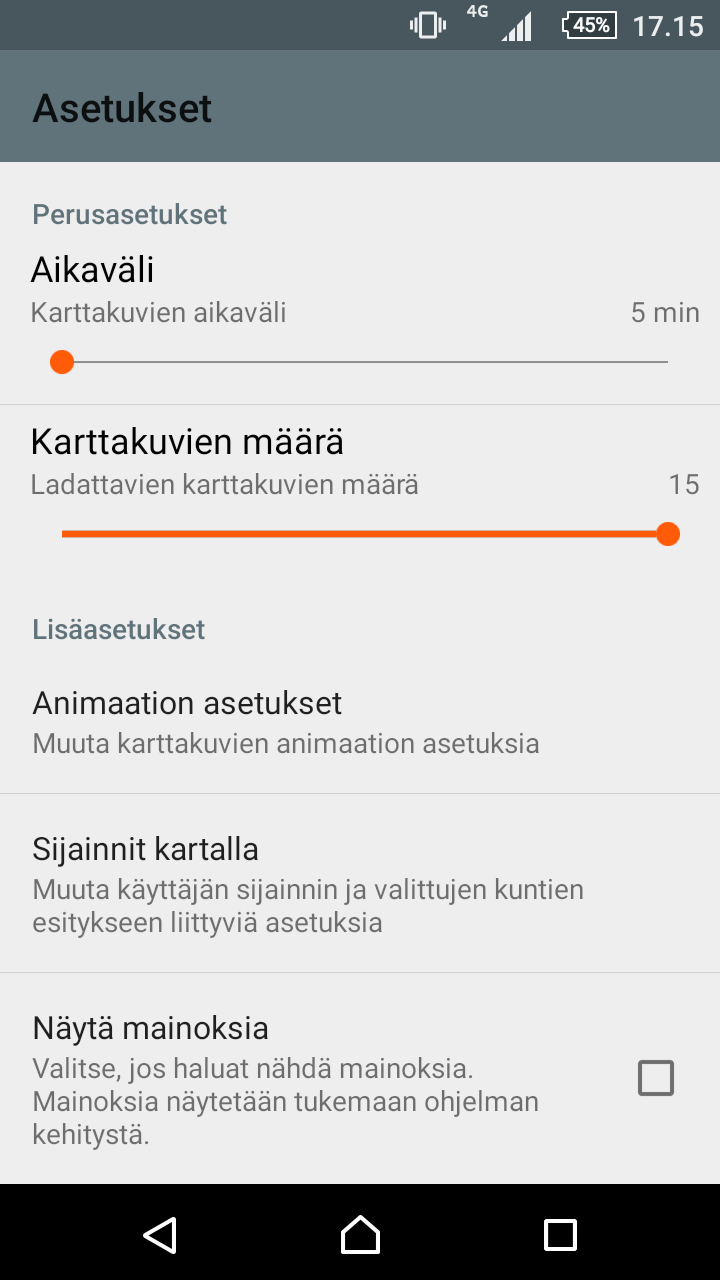 4G 45% 17.15
Asetukset
Perusasetukset
Aikaväli
Karttakuvien aikaväli 5 min
Karttakuvien määrä
Ladattavien karttakuvien määrä 15
Lisäasetukset
Animaation asetukset
Muuta karttakuvien animaation asetuksia
Sijainnit kartalla
Muuta käyttäjän sijainnin ja valittujen kuntien
esitykseen liittyviä asetuksia
Näytä mainoksia
Valitse, jos haluat nähdä mainoksia.
Mainoksia näytetään tukemaan ohjelman
kehitystä.